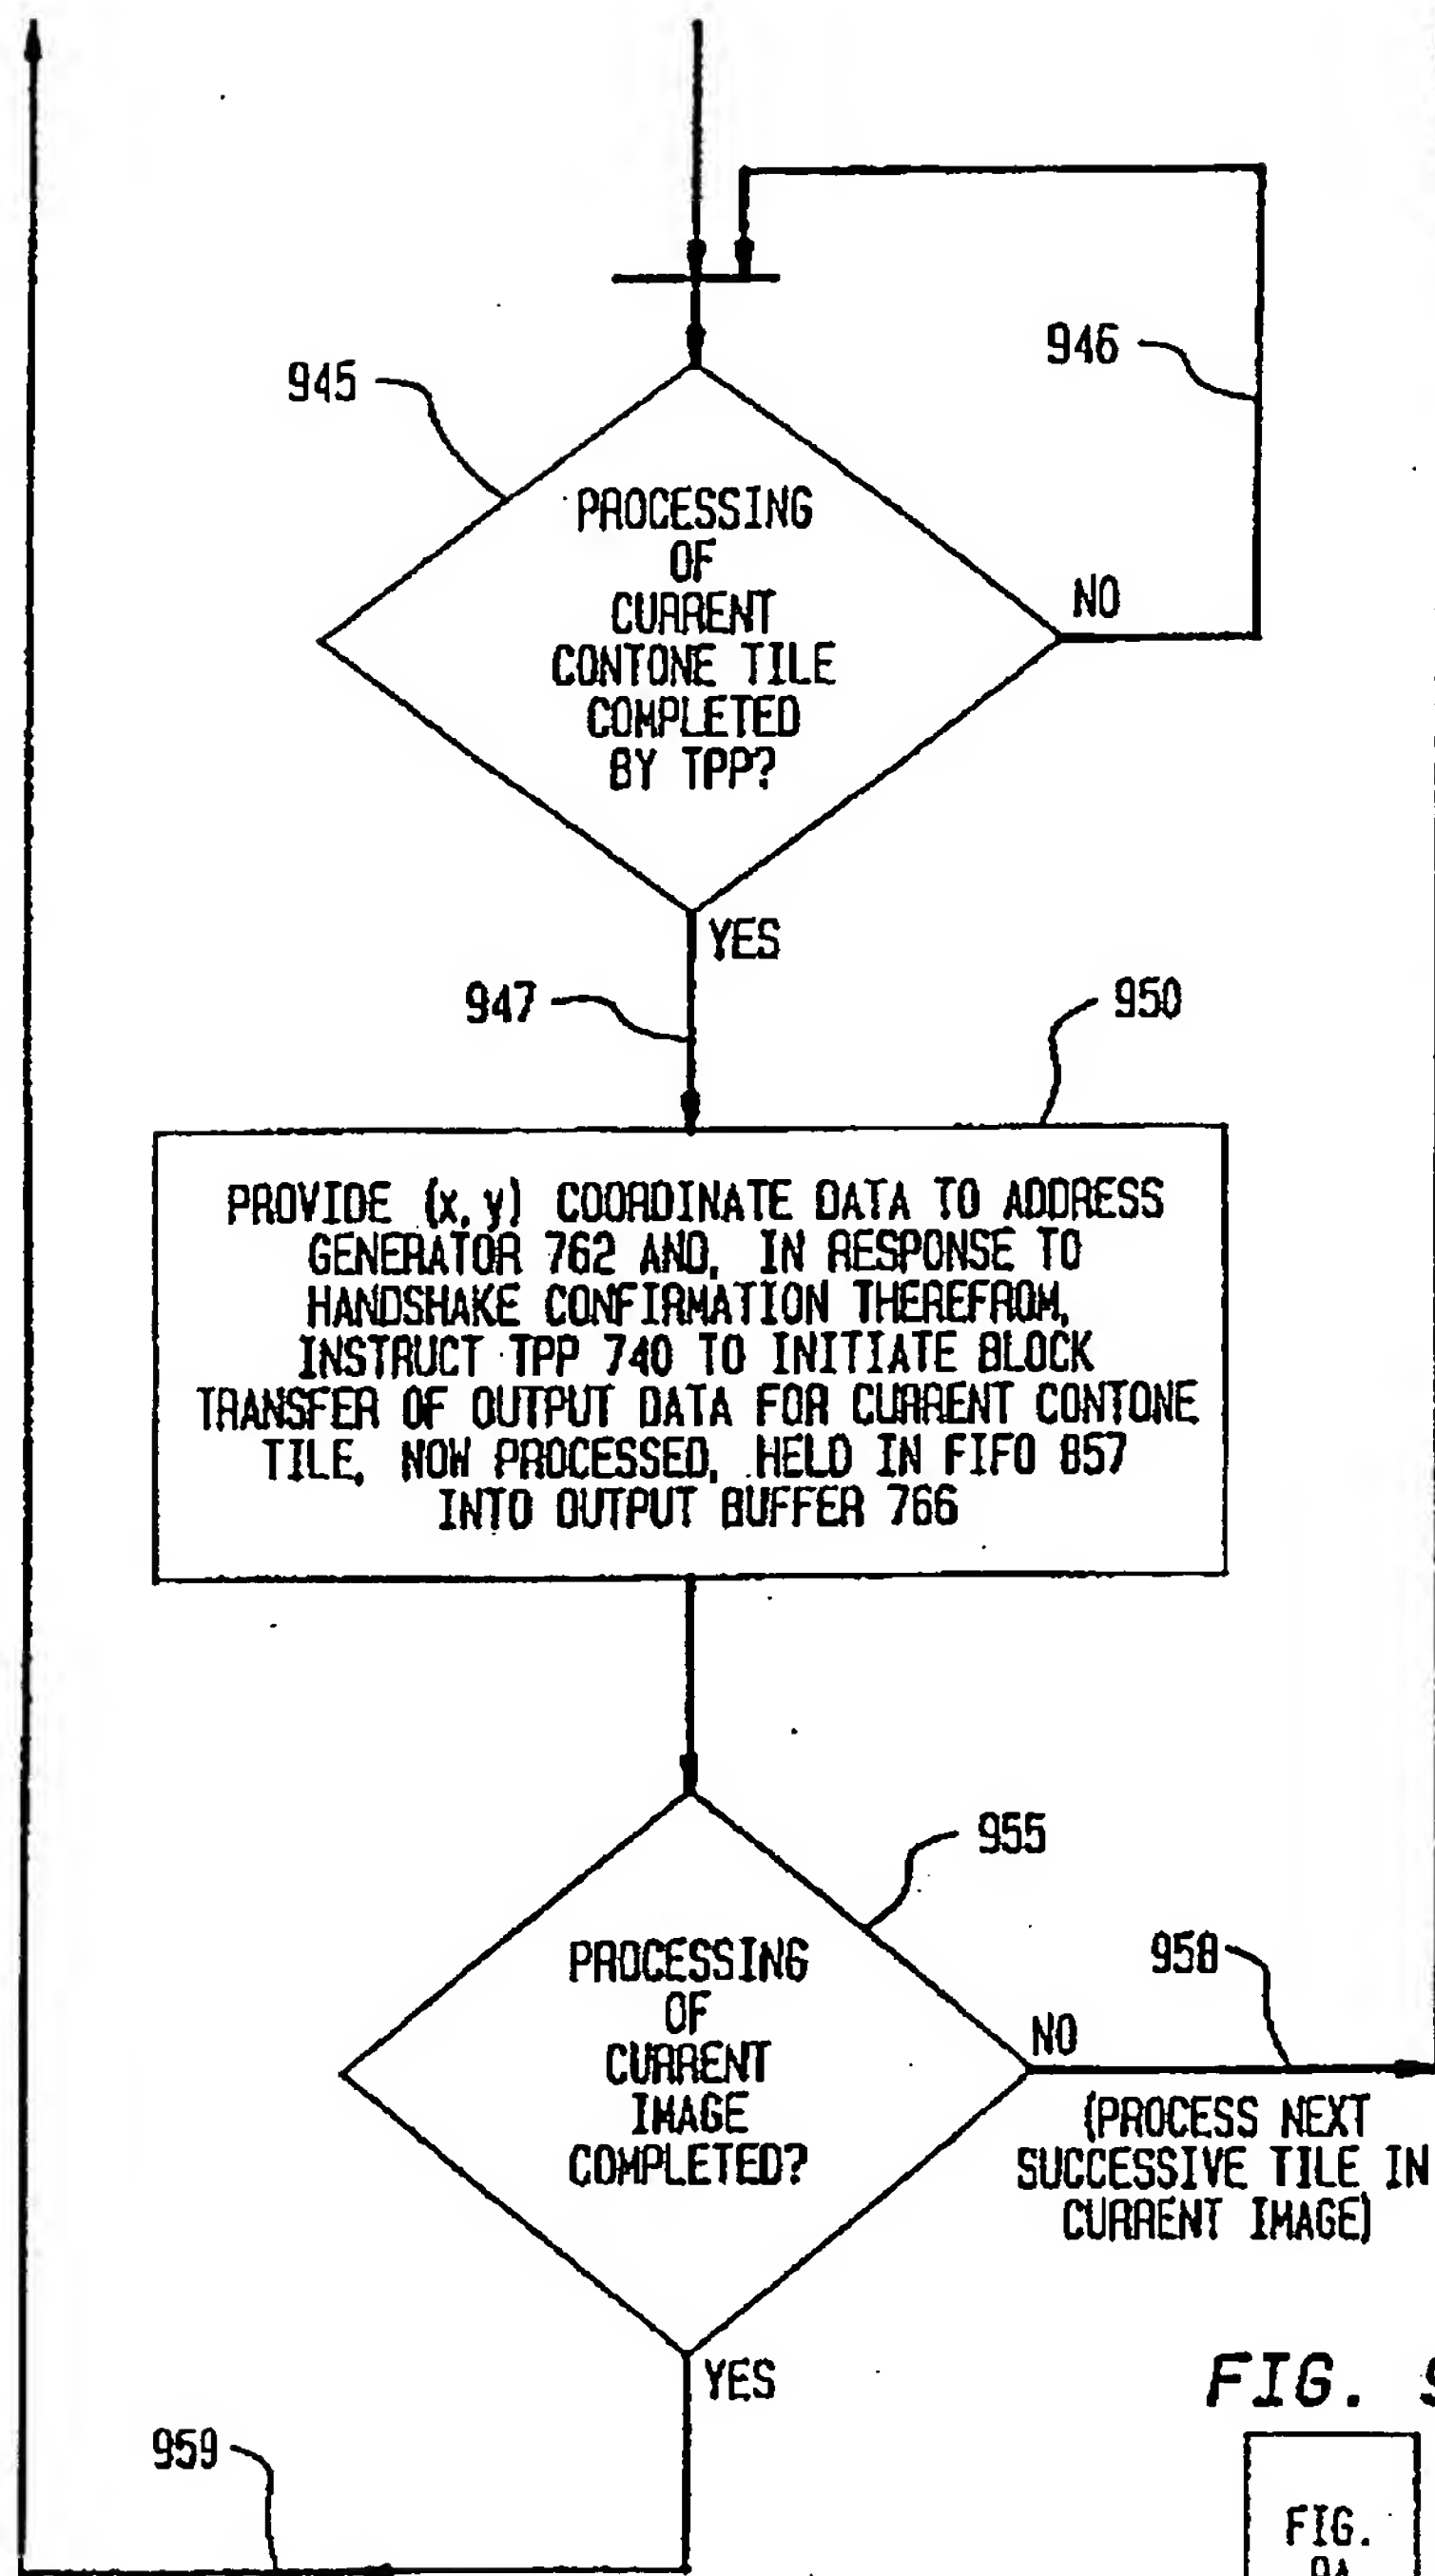 946
945
PROCESSING
OF
CURRENT
CONTONE TILE
COMPLETED
BY TPP?
NO
YES
947
950
PROVIDE (x, y) COORDINATE DATA TO ADDRESS
GENERATOR 762 AND, IN RESPONSE TO
HANDSHAKE CONFIRMATION THEREFROM,
INSTRUCT TPP 740 TO INITIATE BLOCK
TRANSFER OF OUTPUT DATA FOR CURRENT CONTONE
TILE, NOW PROCESSED, HELD IN FIFO 857
INTO OUTPUT BUFFER 766
955
PROCESSING
OF
CURRENT
IMAGE
COMPLETED?
958
NO
(PROCESS NEXT
SUCCESSIVE TILE IN
CURRENT IMAGE)
YES
959
FIG.
FIG.